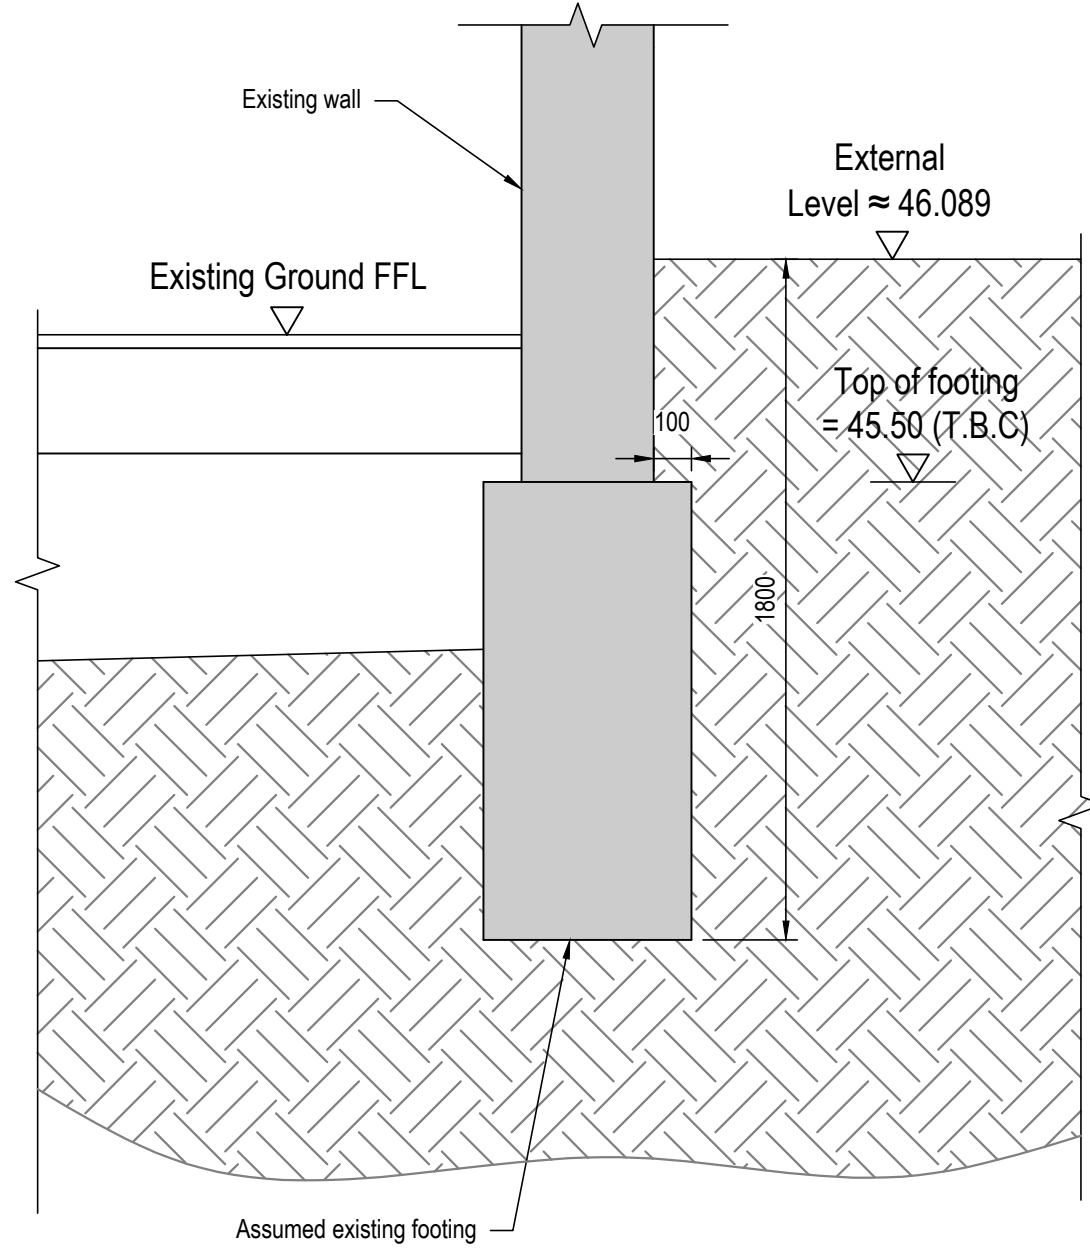 Existing wall
External
Level ≈ 46.089
Existing Ground FFL
Top of footing
= 45.50 (T.B.C)
100
1800
Assumed existing footing